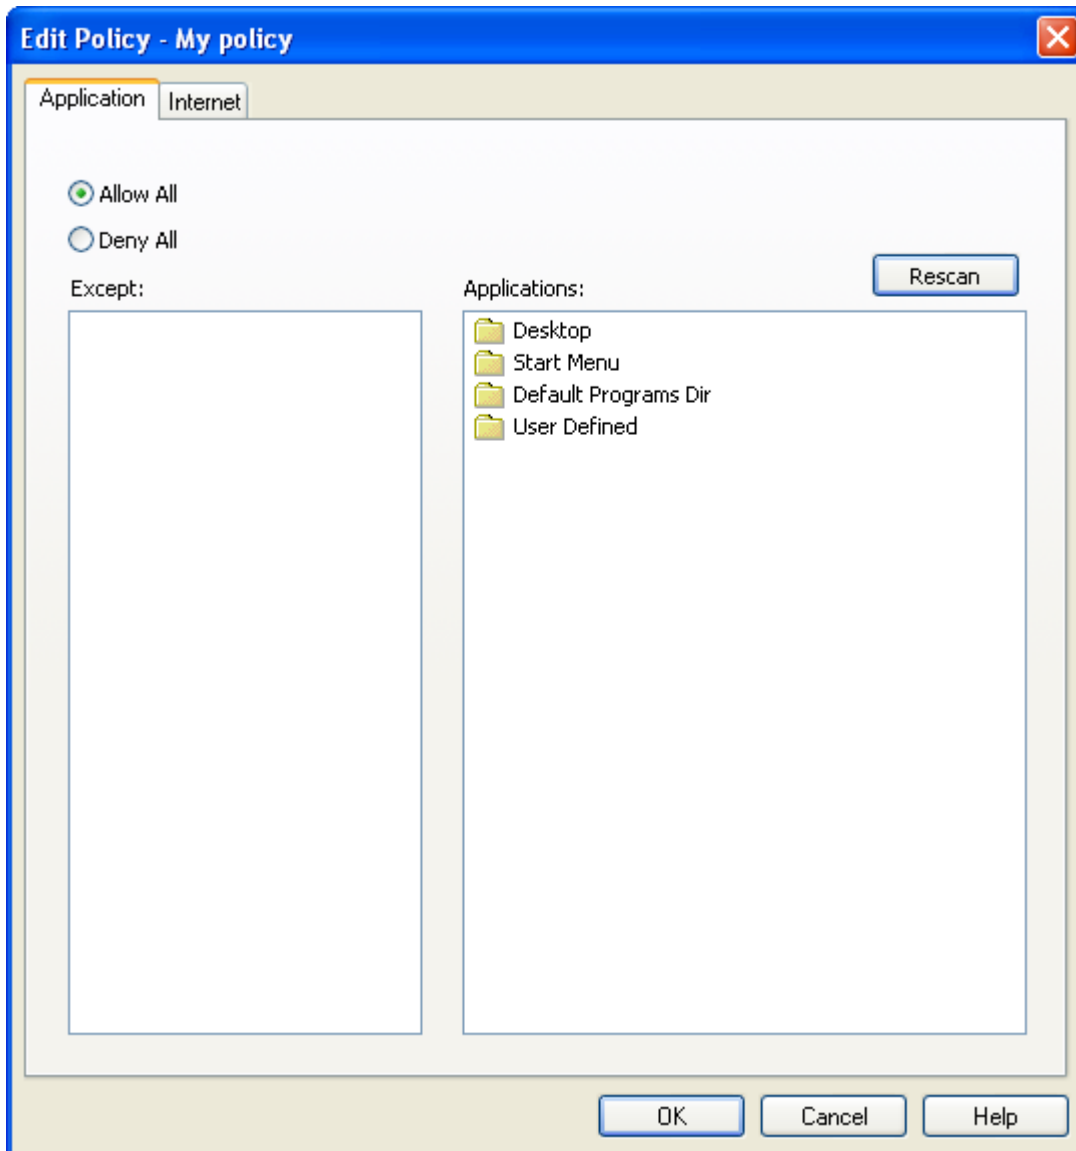 Edit Policy - My policy
Application Internet
Allow All
Deny All
Rescan
Except: Applications:
Desktop
Start Menu
Default Programs Dir
User Defined
OK Cancel Help